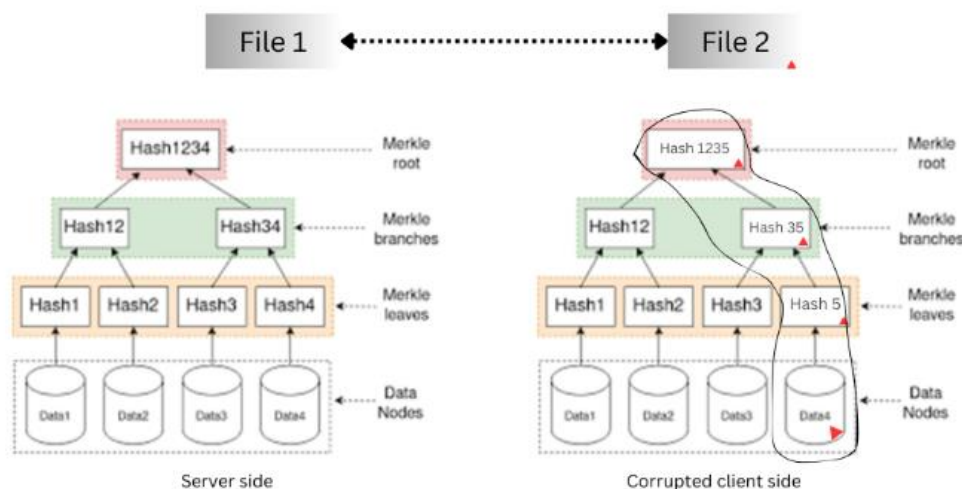 File 1
File 2
Hash1234
Merkle
root
Hash12
Hash34
Merkle
branches
Hash1
Hash2
Hash3
Hash4
Merkle
leaves
Data1
Data2
Data3
Data4
Data
Nodes
Server side
Hash 1235
Merkle
root
Hash12
Hash 35
Merkle
branches
Hash1
Hash2
Hash3
Hash 5
Merkle
leaves
Data1
Data2
Data3
Data4
Data
Nodes
Corrupted client side